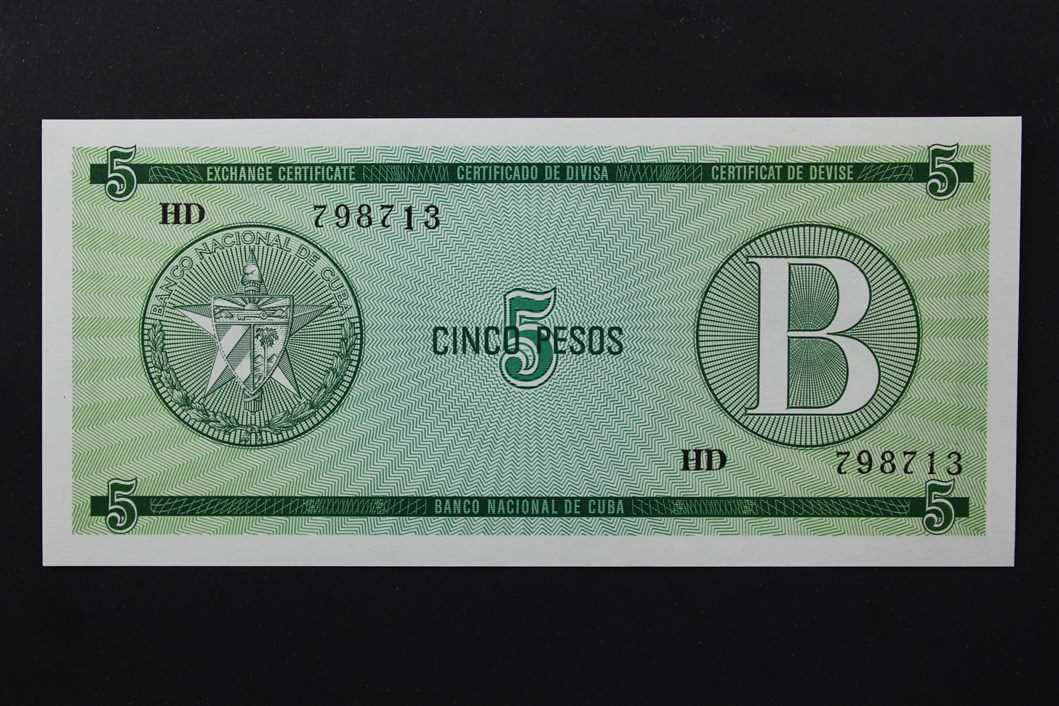 5 EXCHANGE CERTIFICATE CERTIFICADO DE DIVISA CERTIFICAT DE DEVISE 5
HD 798713
BANCO NACIONAL DE CUBA
CINCO PESOS
5
B
HD 798713
5 BANCO NACIONAL DE CUBA 5